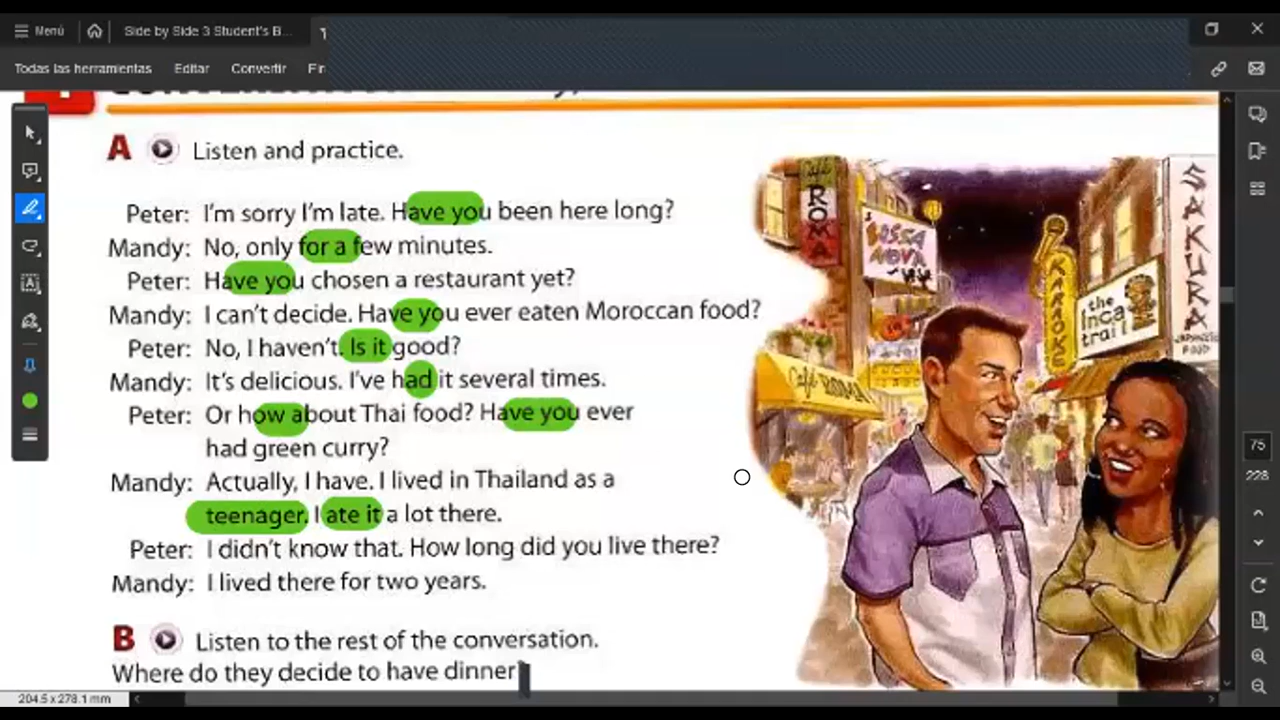 Menú
Side by Side 3 Student's B...
Todas las herramientas Editar Convertir
A Listen and practice.
Peter: I'm sorry I'm late. Have you been here long?
Mandy: No, only for a few minutes.
Peter: Have you chosen a restaurant yet?
Mandy: I can't decide. Have you ever eaten Moroccan food?
Peter: No, I haven't. Is it good?
Mandy: It's delicious. I've had it several times.
Peter: Or how about Thai food? Have you ever
had green curry?
Mandy: Actually, I have. I lived in Thailand as a
teenager. I ate it a lot there.
Peter: I didn't know that. How long did you live there?
Mandy: I lived there for two years.
B Listen to the rest of the conversation.
Where do they decide to have dinner
Café
ROMA
BOSSA
NOVA
KARAOKE
the
Inca
trail
SAKURA
JAPANESE
FOOD
Café ROMA
75
228
204.5 x 278.1 mm